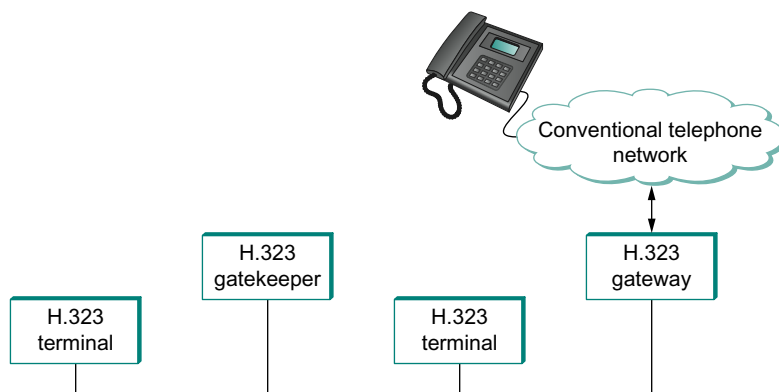 Conventional telephone
network
H.323
gatekeeper
H.323
gateway
H.323
terminal
H.323
terminal